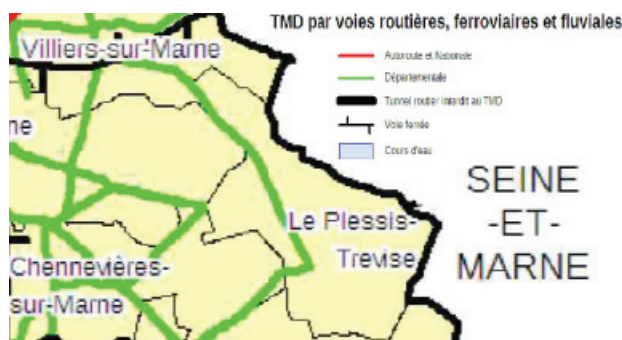 TMD par voies routières, ferroviaires et fluviales
Autoroute et Nationale
Départementale
Tunnel routier interdit au TMD
Voie ferrée
Cours d'eau
Villiers-sur-Marne
ne
SEINE
-ET-
MARNE
Le Plessis-
Trevise
Chennevières-
sur-Marne